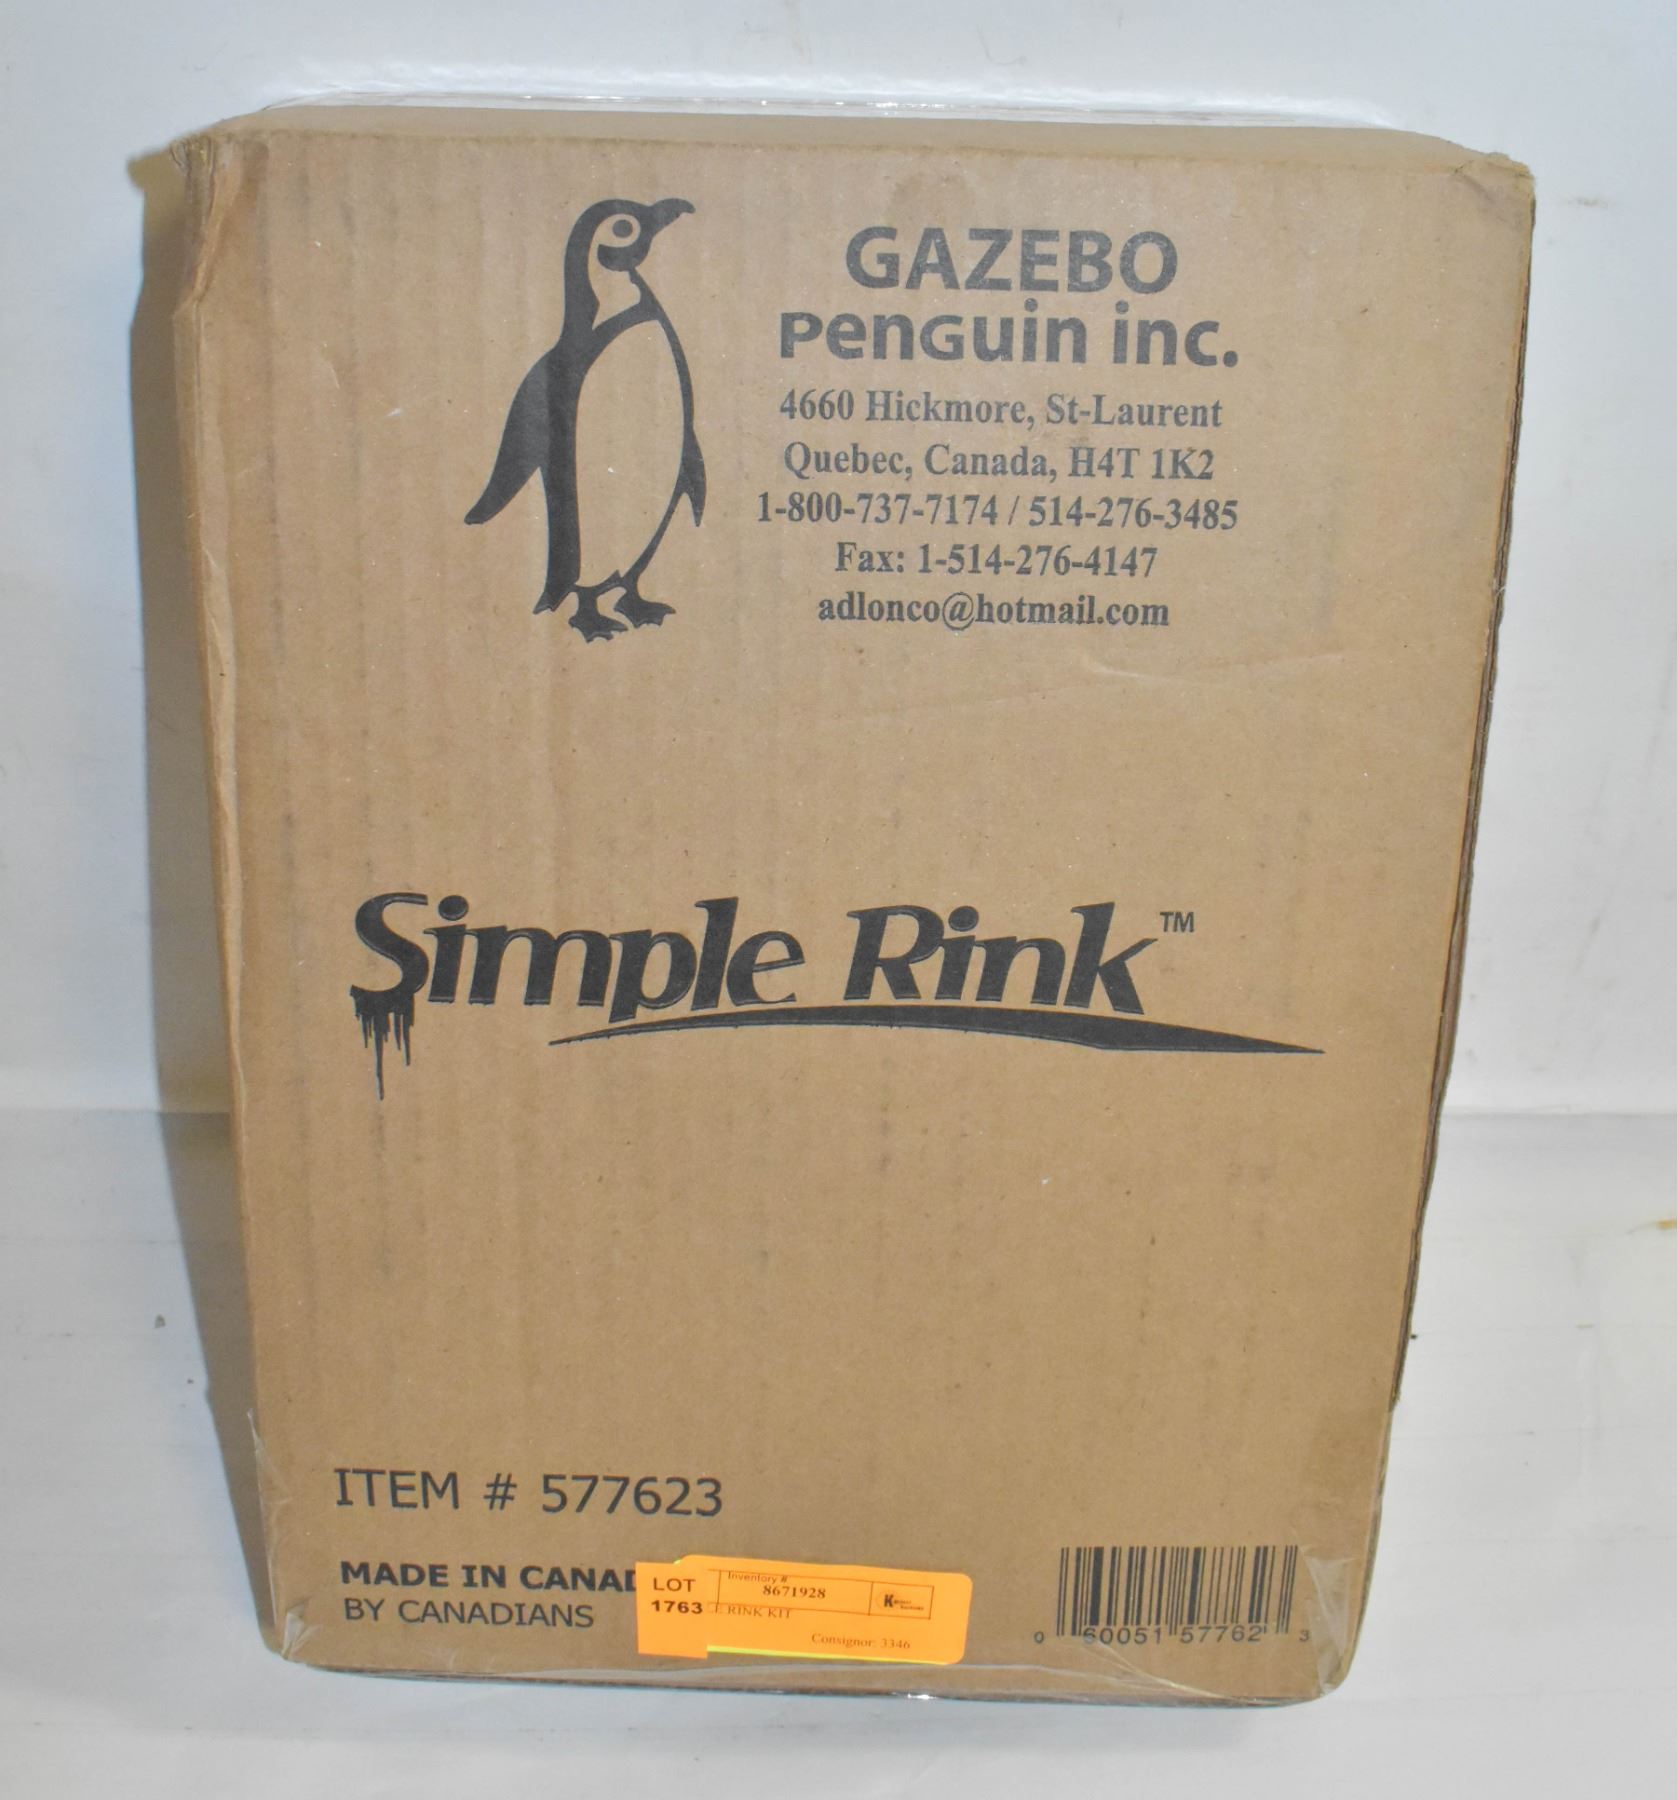 GAZEBO
Penguin inc.
4660 Hickmore, St-Laurent
Quebec, Canada, H4T 1K2
1-800-737-7174 / 514-276-3485
Fax: 1-514-276-4147
adlonco@hotmail.com
Simple Rink™
ITEM # 577623
MADE IN CANAD
BY CANADIANS
LOT
1763
Inventory #
8671928
E RINK KIT
Consignor: 3346
0 60051 57762 3